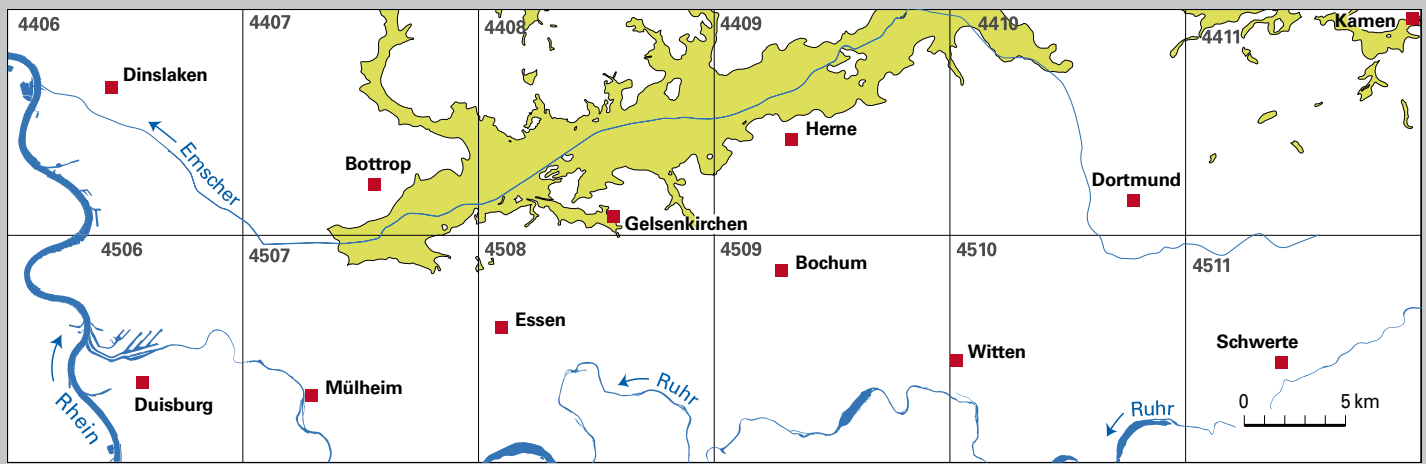 4406
4407
4408
4409
4410
4411
Kamen
Dinslaken
Emscher
Bottrop
Herne
Dortmund
Gelsenkirchen
4506
4507
4508
4509
4510
4511
Bochum
Essen
Witten
Schwerte
Mülheim
Duisburg
Rhein
Ruhr
Ruhr
0 5 km